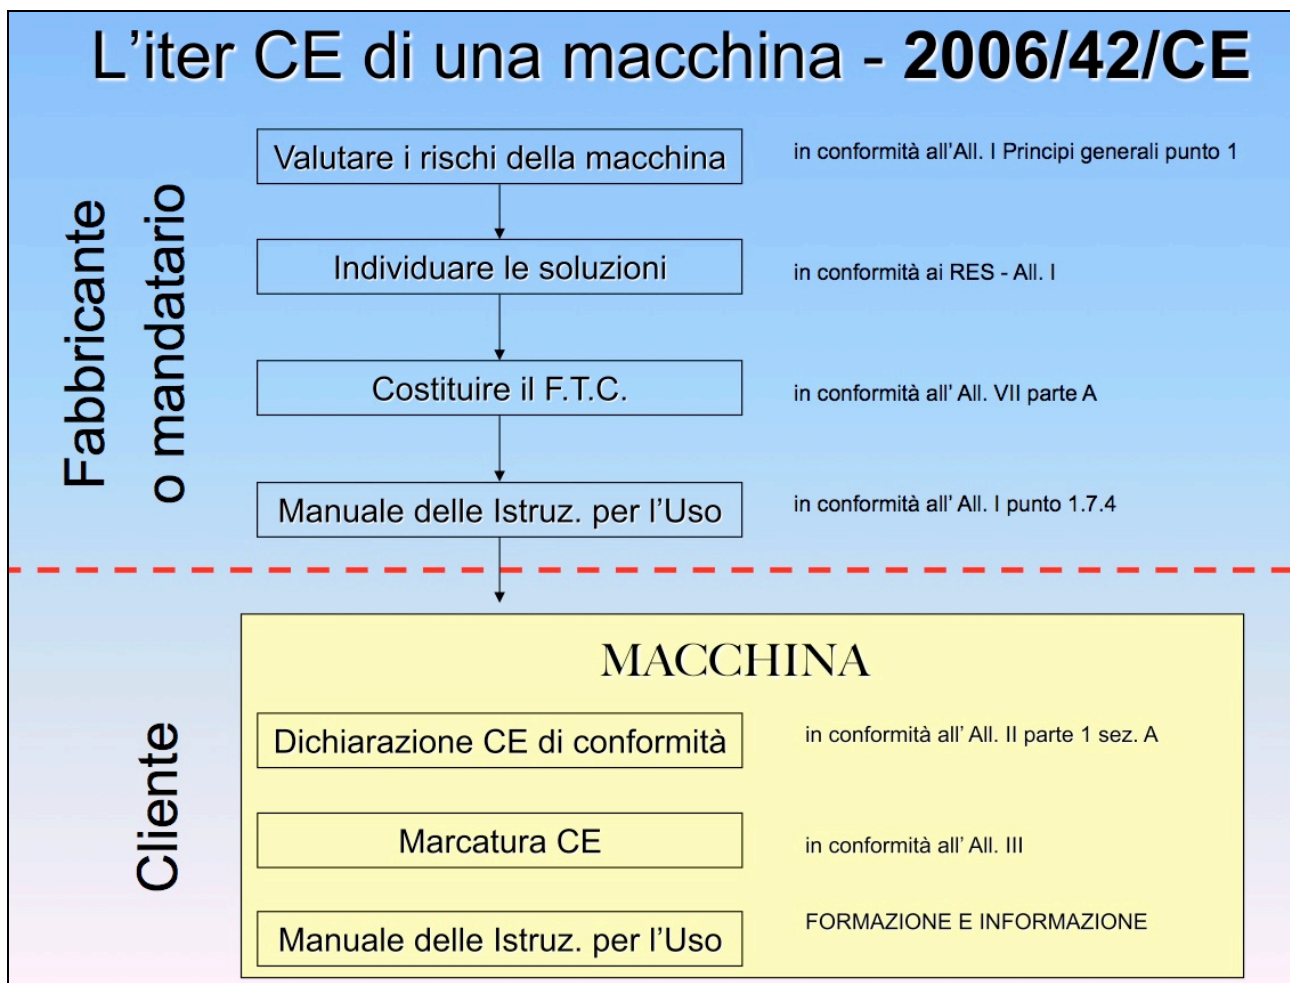 L'iter CE di una macchina - 2006/42/CE
Fabbricante
o mandatario
Valutare i rischi della macchina
in conformità all'All. I Principi generali punto 1
Individuare le soluzioni
in conformità ai RES - All. I
Costituire il F.T.C.
in conformità all' All. VII parte A
Manuale delle Istruz. per l'Uso
in conformità all' All. I punto 1.7.4
Cliente
MACCHINA
Dichiarazione CE di conformità
in conformità all' All. II parte 1 sez. A
Marcatura CE
in conformità all' All. III
Manuale delle Istruz. per l'Uso
FORMAZIONE E INFORMAZIONE